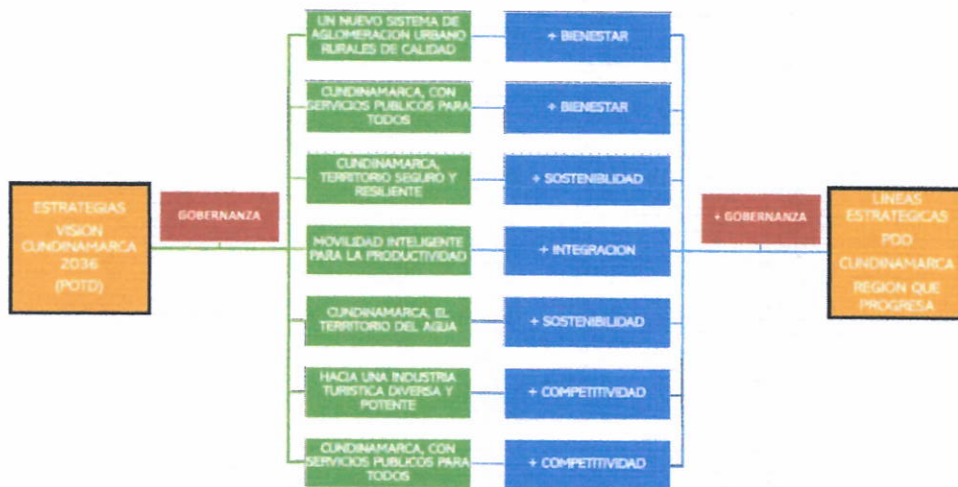 ESTRATEGIAS
VISION
CUNDINAMARCA
2036
(POTD)
GOBERNANZA
UN NUEVO SISTEMA DE
AGLOMERACION URBANO
RURALES DE CALIDAD
+ BIENESTAR
CUNDINAMARCA, CON
SERVICIOS PUBLICOS PARA
TODOS
+ BIENESTAR
CUNDINAMARCA,
TERRITORIO SEGURO Y
RESILIENTE
+ SOSTENIBLIDAD
MOVILIDAD INTELIGENTE
PARA LA PRODUCTIVIDAD
+ INTEGRACION
CUNDINAMARCA, EL
TERRITORIO DEL AGUA
+ SOSTENIBILIDAD
HACIA UNA INDUSTRIA
TURISTICA DIVERSA Y
POTENTE
+ COMPETITIVIDAD
CUNDINAMARCA, CON
SERVICIOS PUBLICOS PARA
TODOS
+ COMPETITIVIDAD
+ GOBERNANZA
LINEAS
ESTRATEGICAS
PDD
CUNDINAMARCA
REGION QUE
PROGRESA